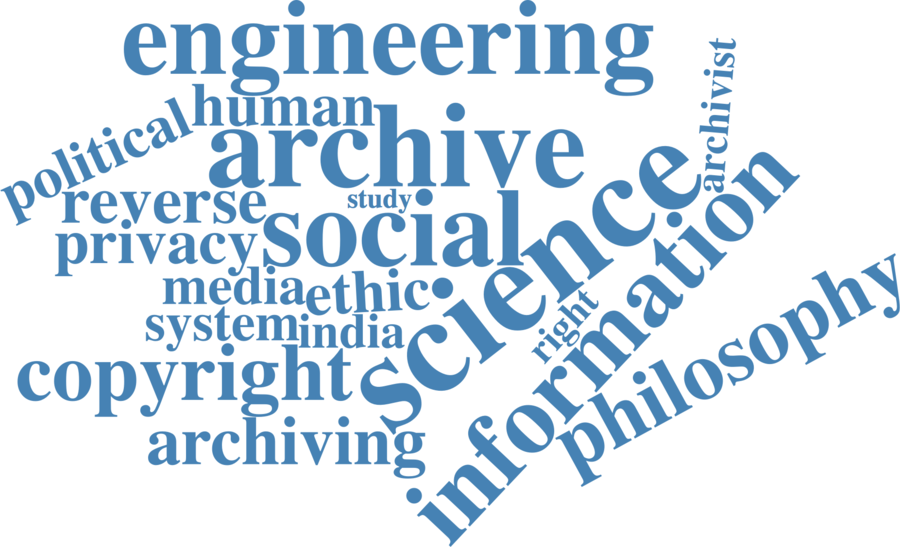 engineering
archivist
human
political
archive
science
reverse
study
social
information
privacy
media
ethic
philosophy
system
india
right
copyright
archiving